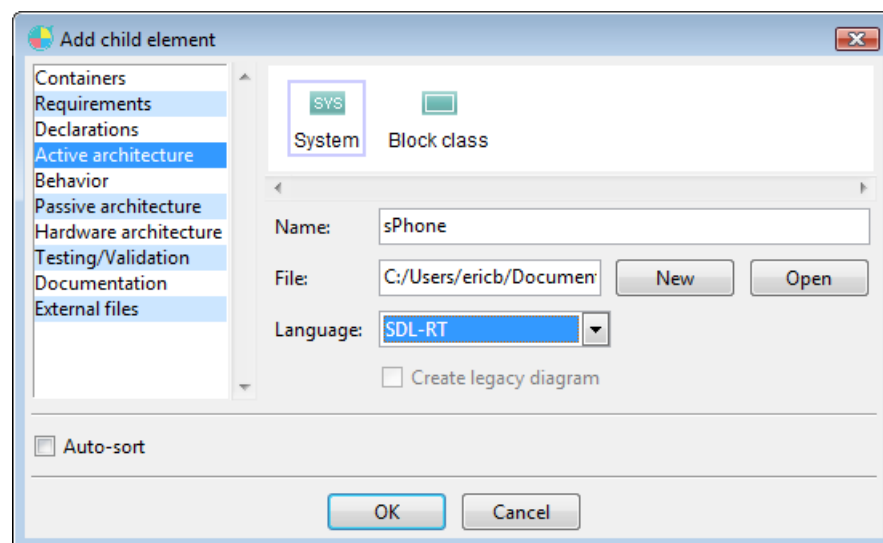 Add child element
Containers
Requirements
Declarations
Active architecture
Behavior
Passive architecture
Hardware architecture
Testing/Validation
Documentation
External files
SYS
System
Block class
Name:
sPhone
File:
C:/Users/ericb/Document
New
Open
Language:
SDL-RT
Create legacy diagram
Auto-sort
OK
Cancel